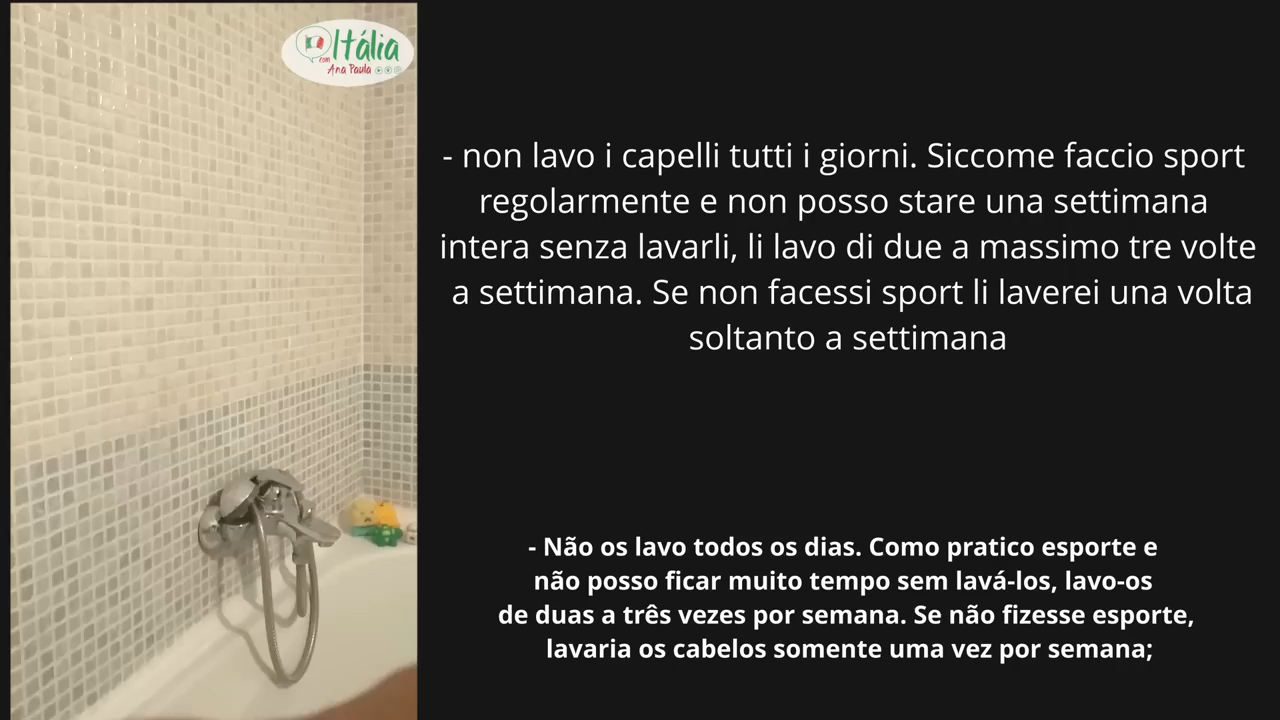 Itália
com
Ana Paula
- non lavo i capelli tutti i giorni. Siccome faccio sport
regolarmente e non posso stare una settimana
intera senza lavarli, li lavo di due a massimo tre volte
a settimana. Se non facessi sport li laverei una volta
soltanto a settimana
- Não os lavo todos os dias. Como pratico esporte e
não posso ficar muito tempo sem lavá-los, lavo-os
de duas a três vezes por semana. Se não fizesse esporte,
lavaria os cabelos somente uma vez por semana;